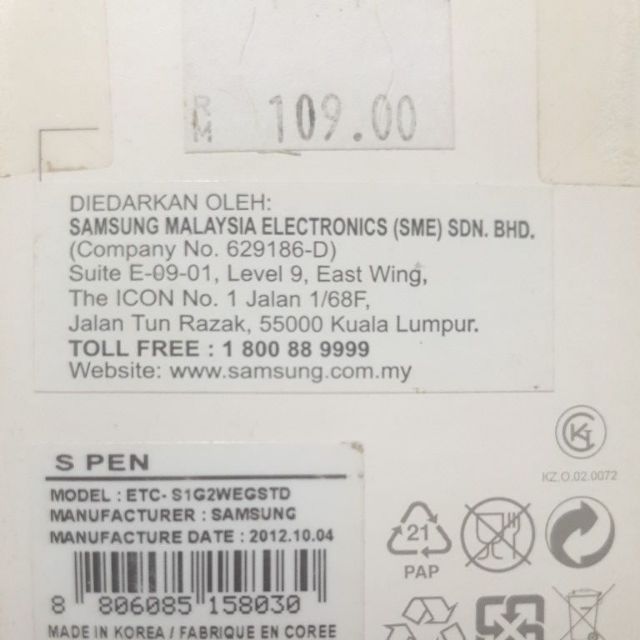 RM 109.00
DIEDARKAN OLEH:
SAMSUNG MALAYSIA ELECTRONICS (SME) SDN. BHD.
(Company No. 629186-D)
Suite E-09-01, Level 9, East Wing,
The ICON No. 1 Jalan 1/68F,
Jalan Tun Razak, 55000 Kuala Lumpur.
TOLL FREE : 1 800 88 9999
Website: www.samsung.com.my
KZ.O.02.0072
S PEN
MODEL : ETC- S1G2WEGSTD
MANUFACTURER : SAMSUNG
MANUFACTURE DATE : 2012.10.04
8 806085 158030
MADE IN KOREA / FABRIQUE EN COREE
21
PAP